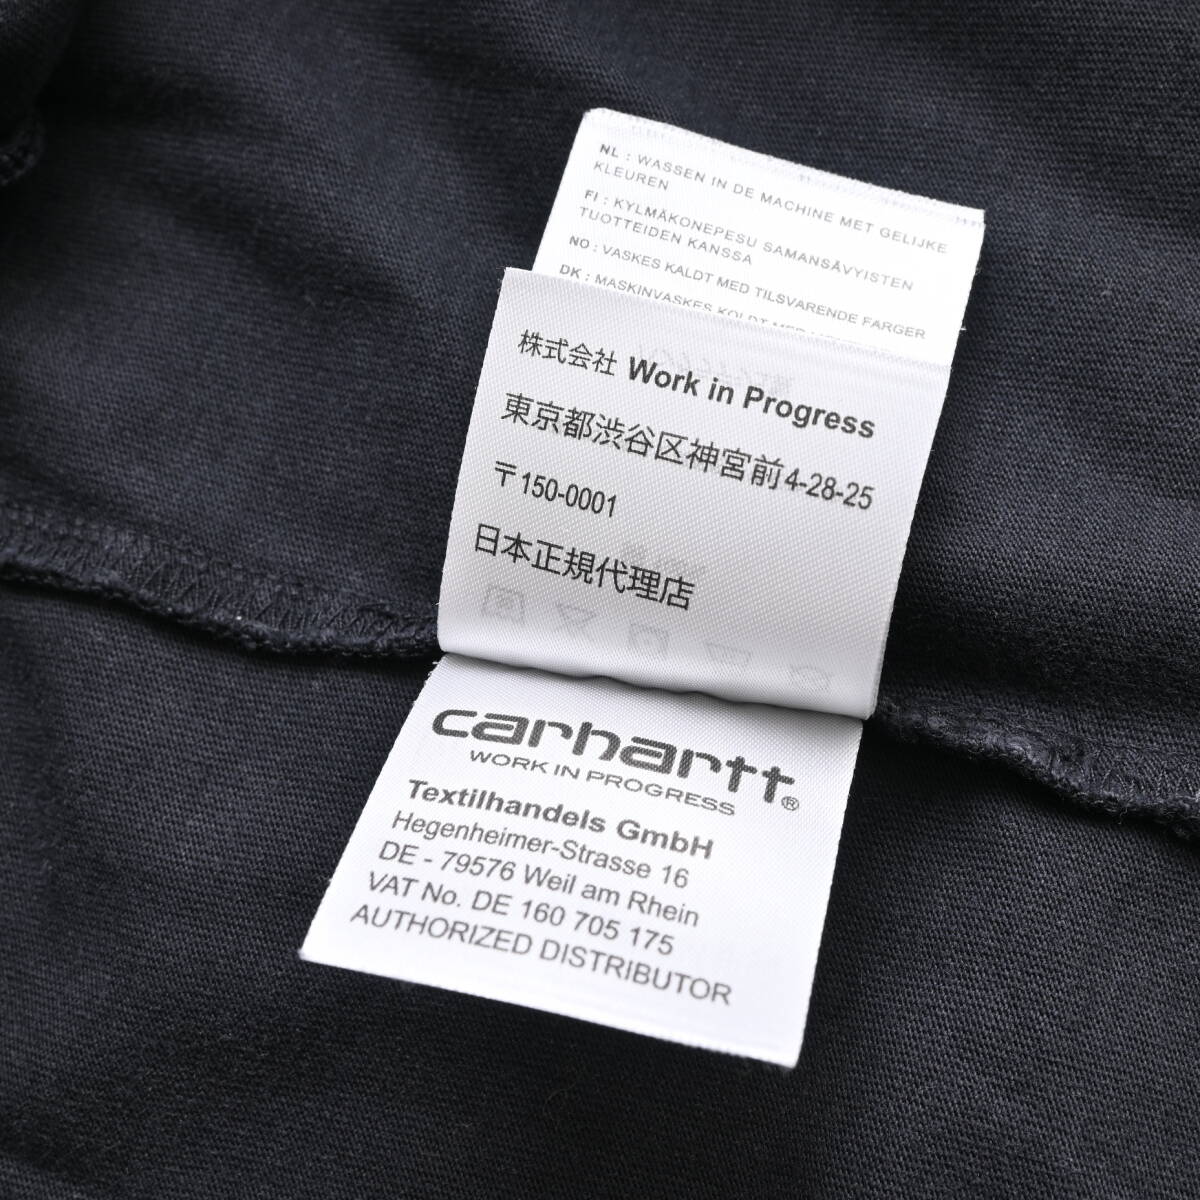 NL : WASSEN IN DE MACHINE MET GELIJKE
KLEUREN
FI : KYLMÄKONEPESU SAMANSÄVYISTEN
TUOTTEIDEN KANSSA
NO : VASKES KALDT MED TILSVARENDE FARGER
DK : MASKINVASKES KOLDT MED
株式会社 Work in Progress
東京都渋谷区神宮前4-28-25
〒150-0001
日本正規代理店
carhartt®
WORK IN PROGRESS
Textilhandels GmbH
Hegenheimer-Strasse 16
DE - 79576 Weil am Rhein
VAT No. DE 160 705 175
AUTHORIZED DISTRIBUTOR